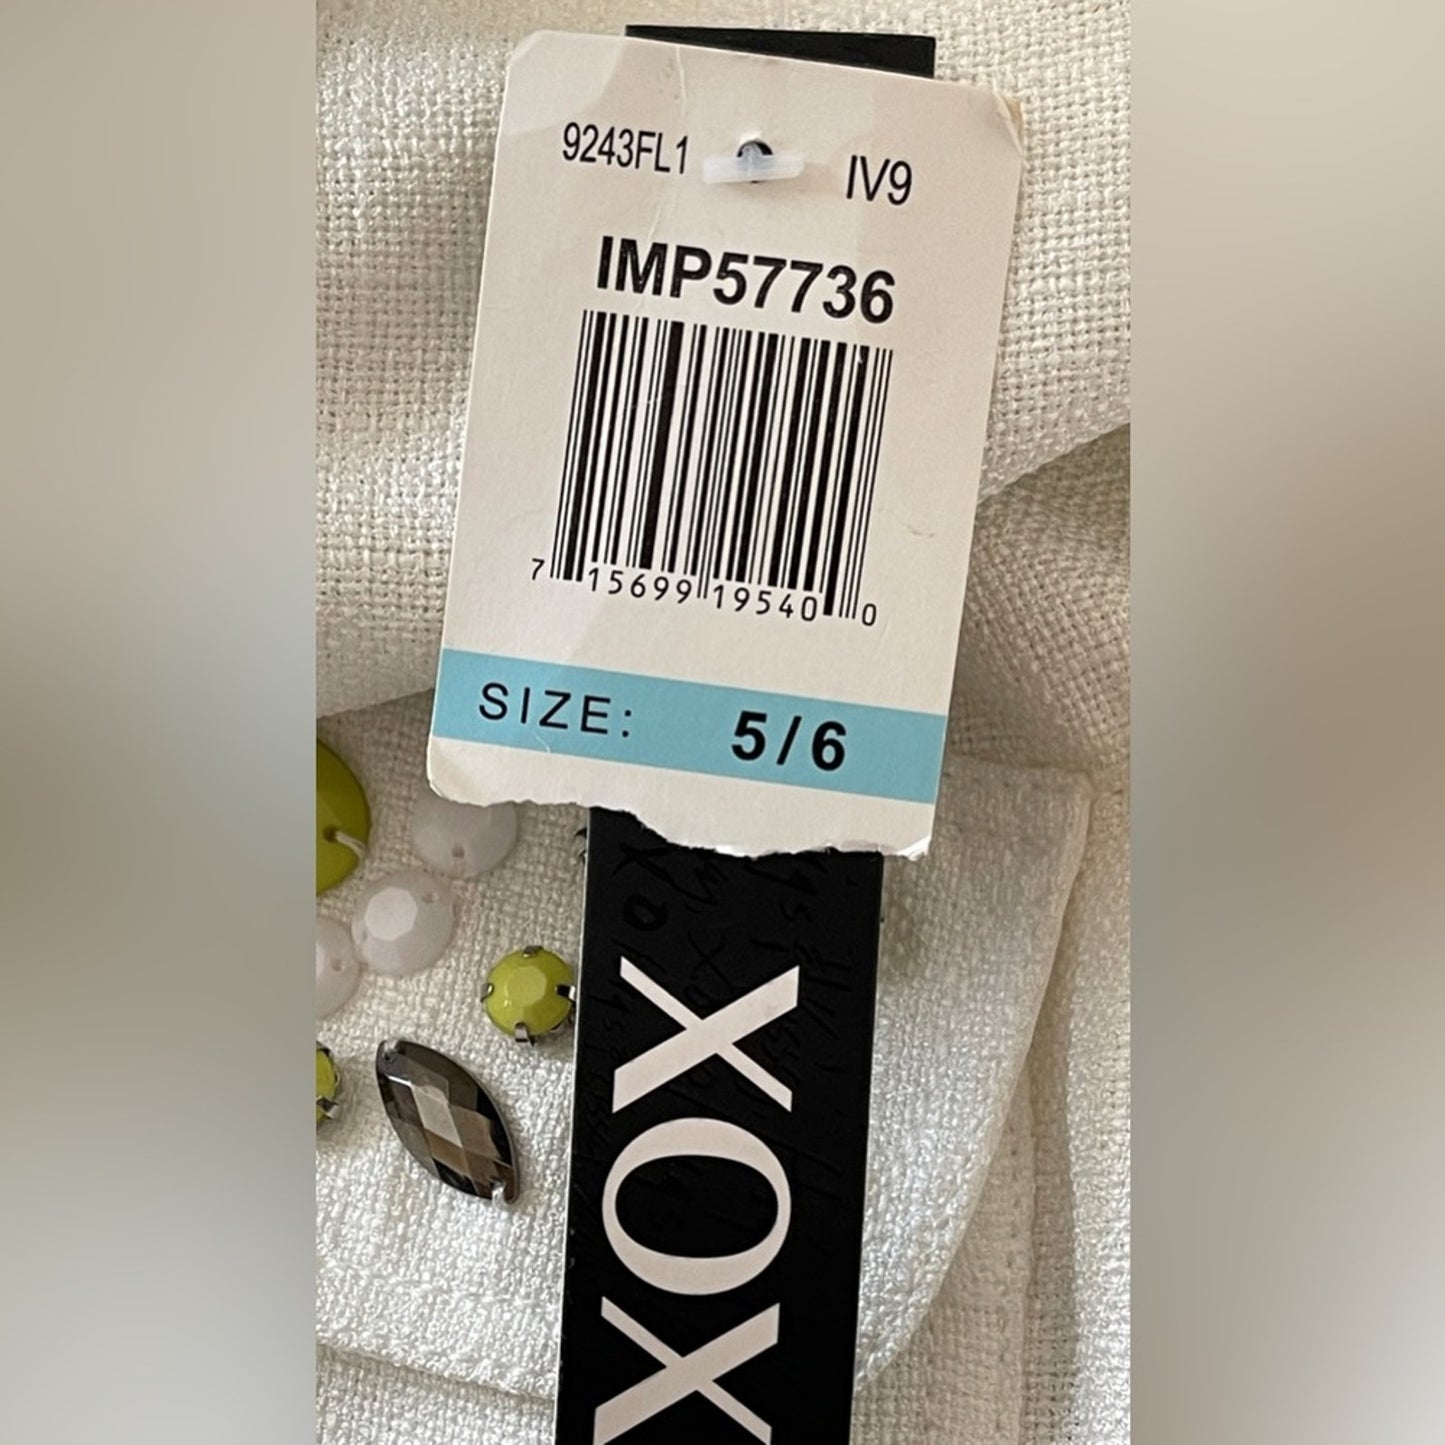 9243FL1 IV9
IMP57736
7 15699 19540 0
SIZE: 5/6
XOX